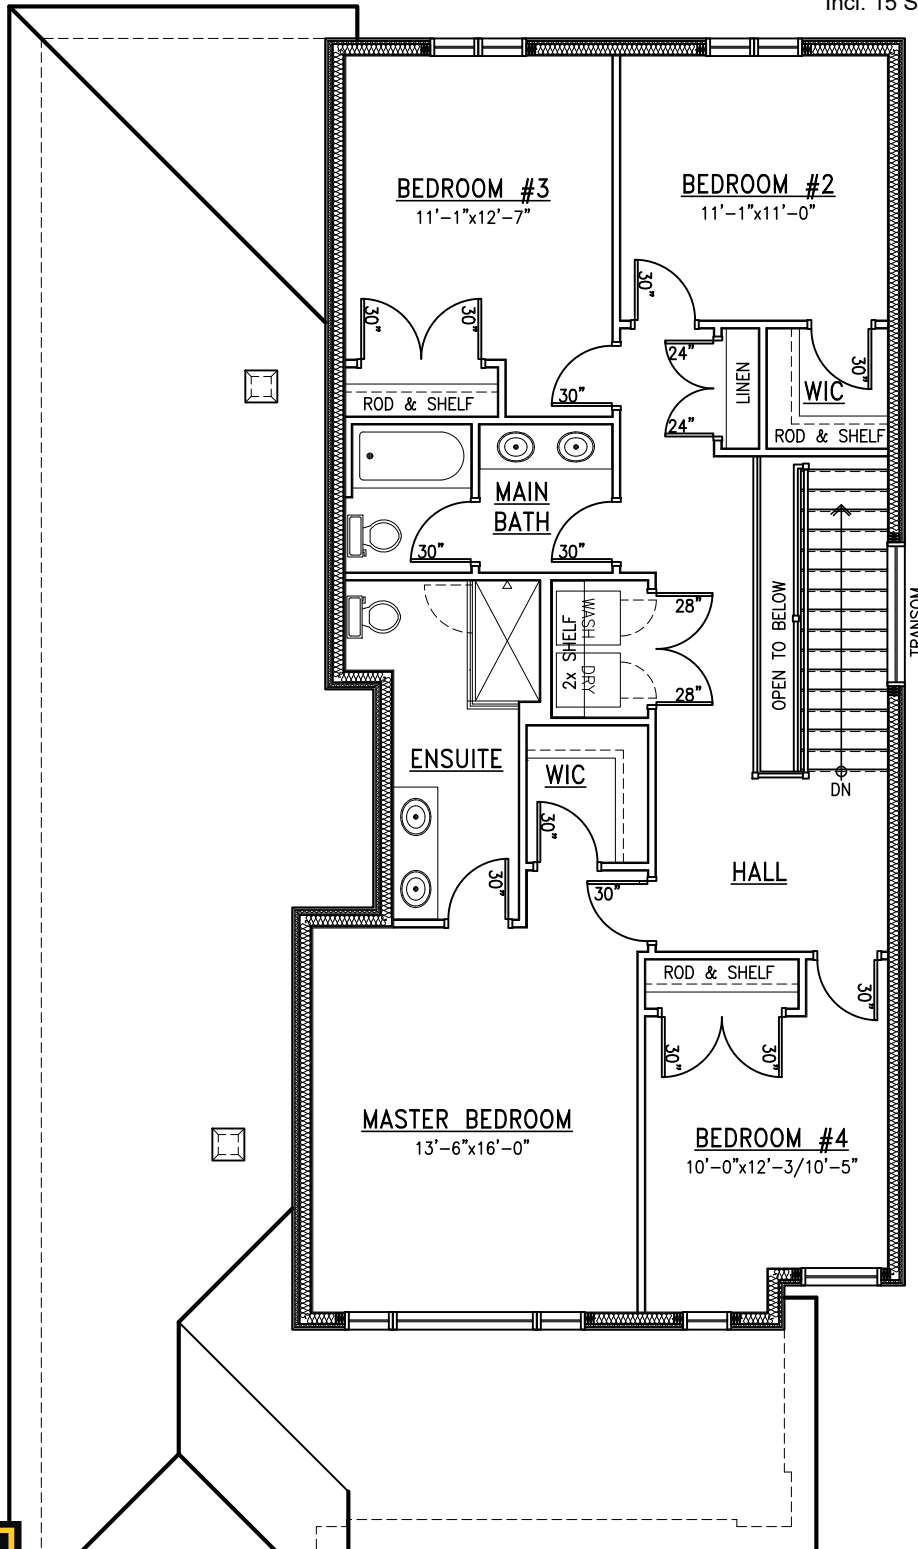 Incl. 15 S
BEDROOM #3
11'-1"x12'-7"
BEDROOM #2
11'-1"x11'-0"
30"
30"
30"
30"
24"
24"
LINEN
30"
WIC
ROD & SHELF
ROD & SHELF
MAIN
BATH
30"
30"
28"
28"
WASH
DRY
2x SHELF
OPEN TO BELOW
TRANSOM
DN
ENSUITE
WIC
30"
30"
30"
HALL
ROD & SHELF
30"
30"
30"
MASTER BEDROOM
13'-6"x16'-0"
BEDROOM #4
10'-0"x12'-3/10'-5"